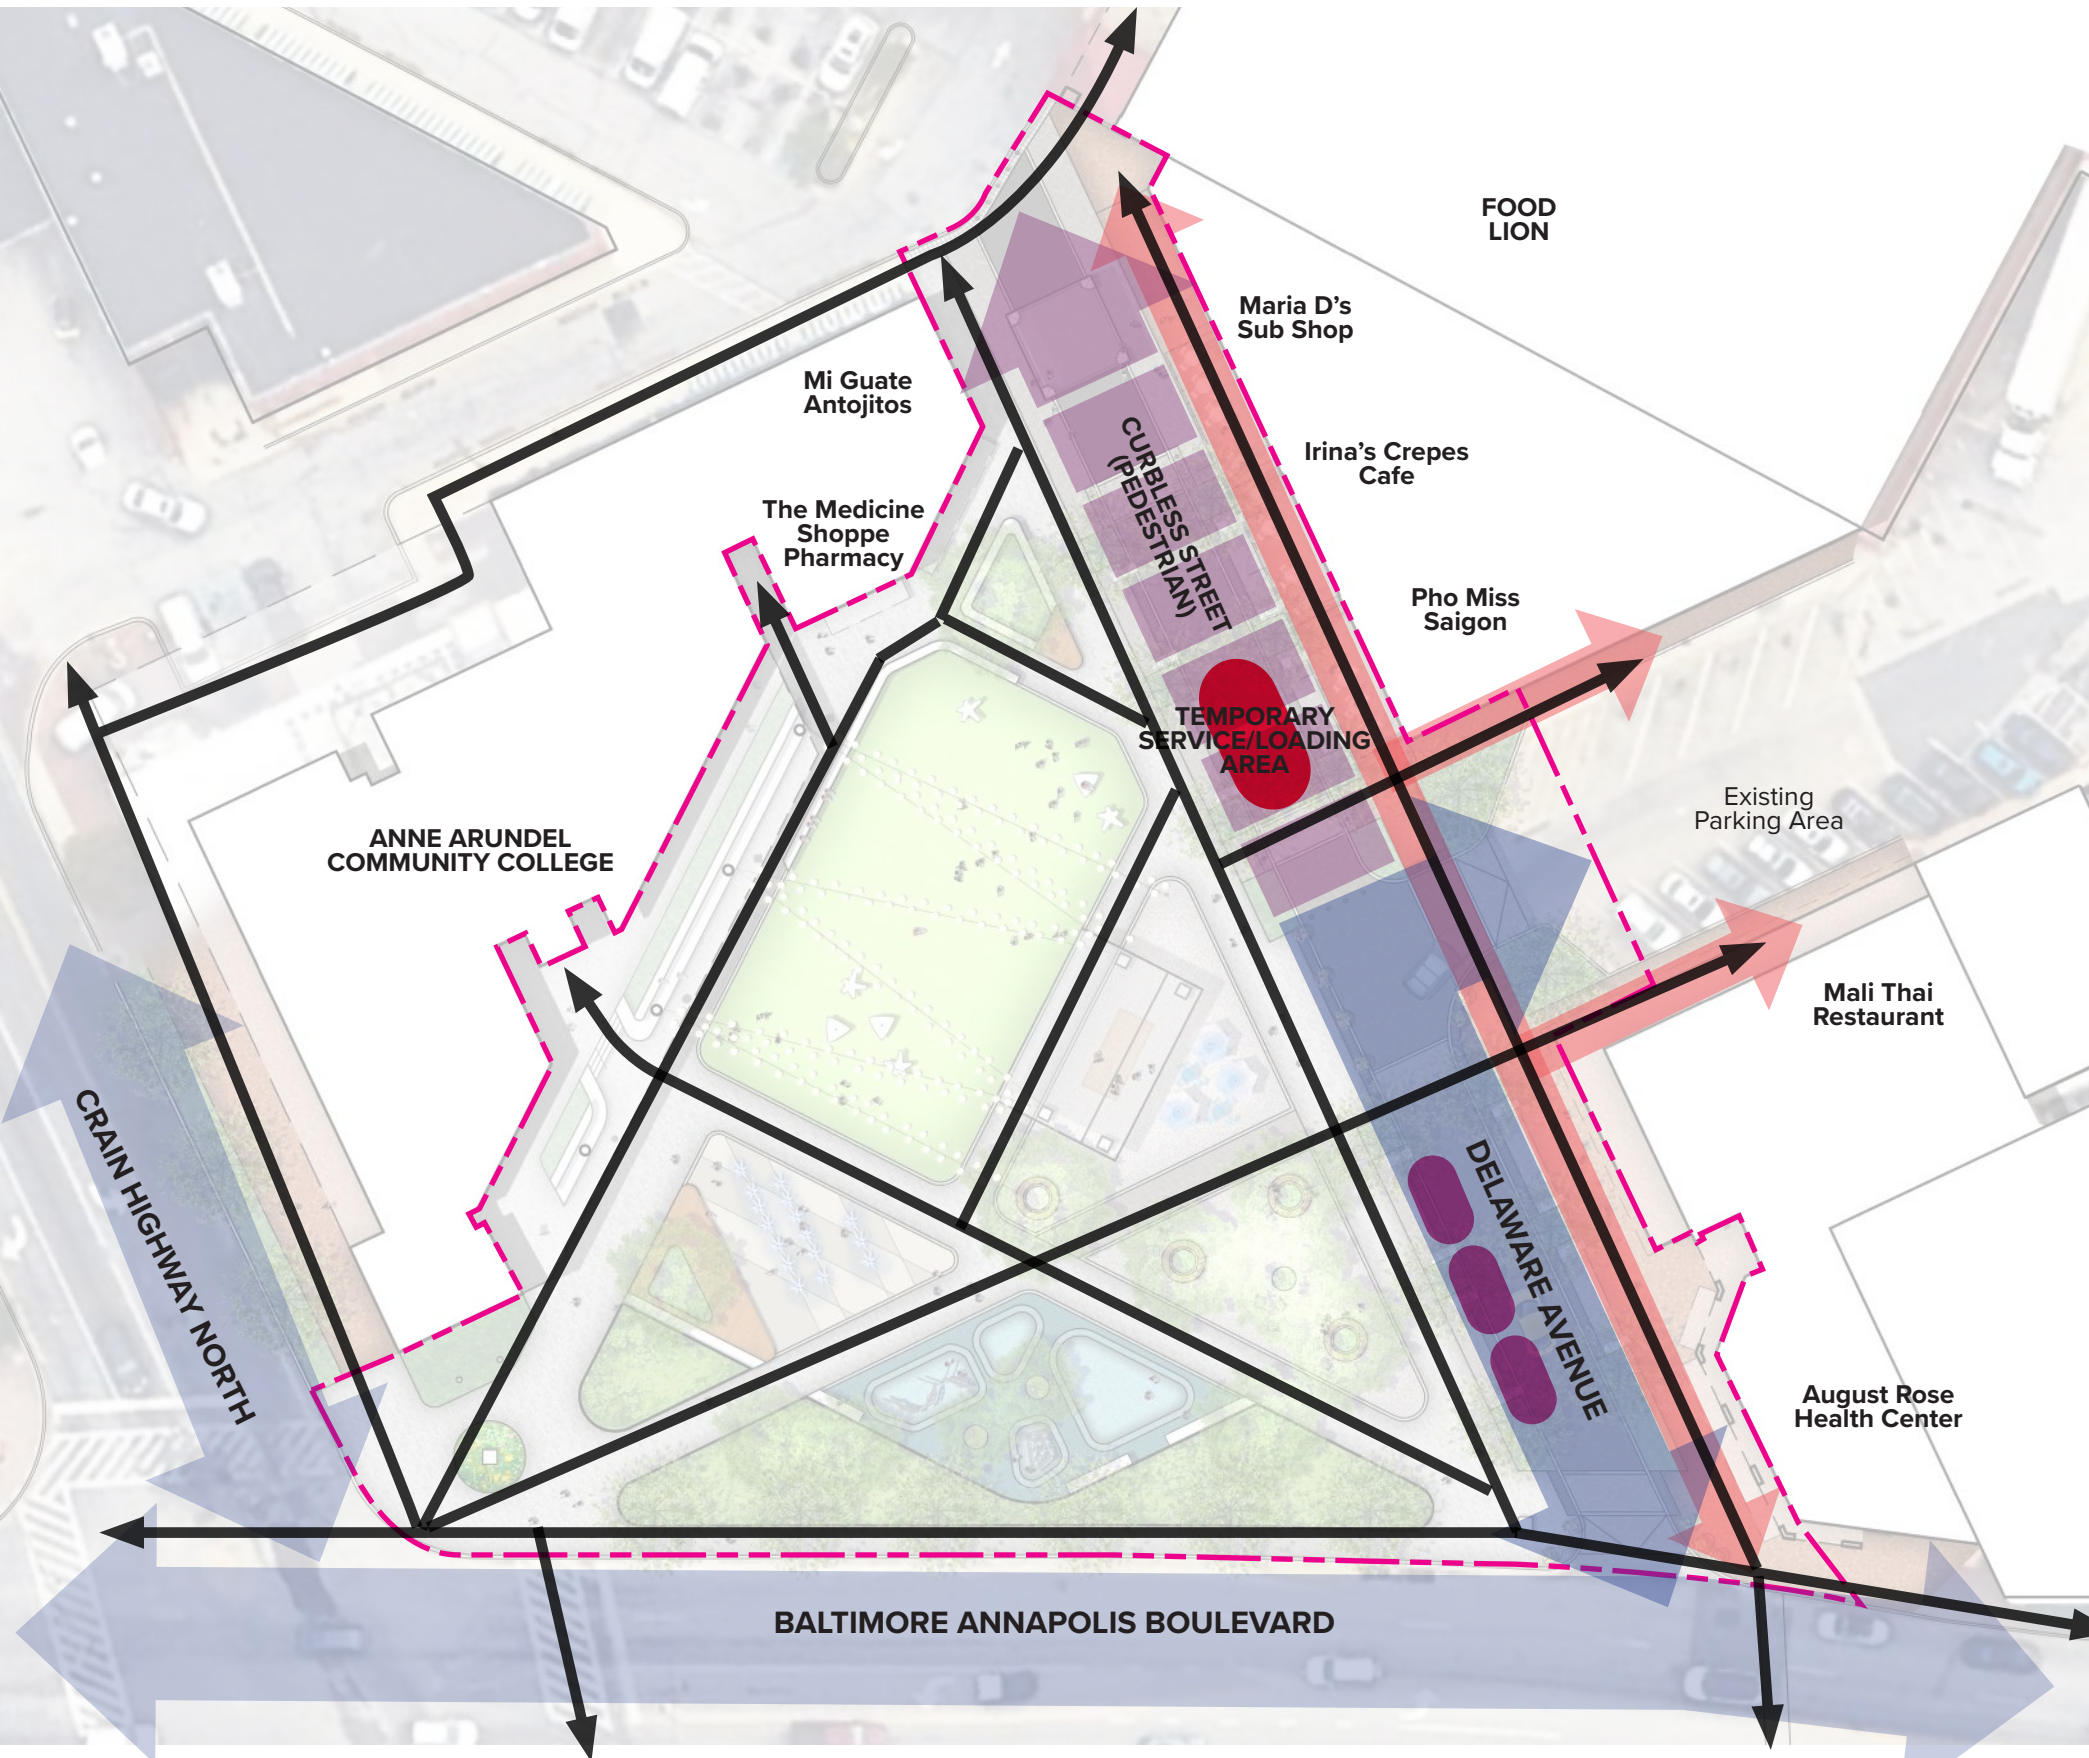 FOOD
LION
Maria D’s
Sub Shop
Mi Guate
Antojitos
CURBLESS STREET
(PEDESTRIAN)
Irina’s Crepes
Cafe
The Medicine
Shoppe
Pharmacy
Pho Miss
Saigon
TEMPORARY
SERVICE/LOADING
AREA
Existing
Parking Area
ANNE ARUNDEL
COMMUNITY COLLEGE
Mali Thai
Restaurant
CRAIN HIGHWAY NORTH
DELAWARE AVENUE
August Rose
Health Center
BALTIMORE ANNAPOLIS BOULEVARD